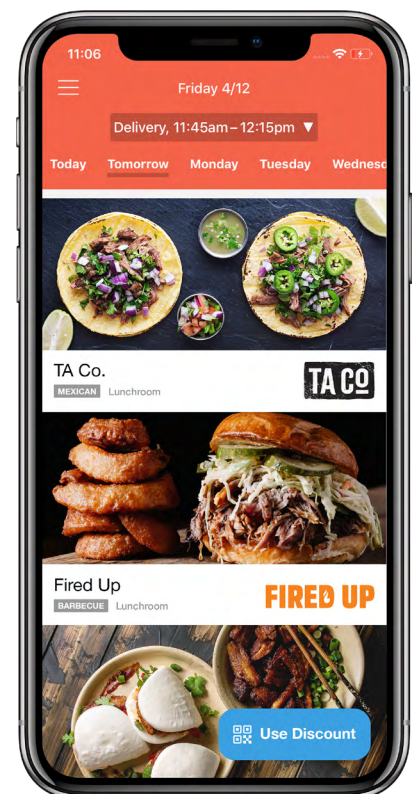 11:06
Friday 4/12
Delivery, 11:45am – 12:15pm ▼
Today Tomorrow Monday Tuesday Wednesd
TA Co.
MEXICAN Lunchroom
TA CO
Fired Up
BARBECUE Lunchroom
FIRED UP
Use Discount